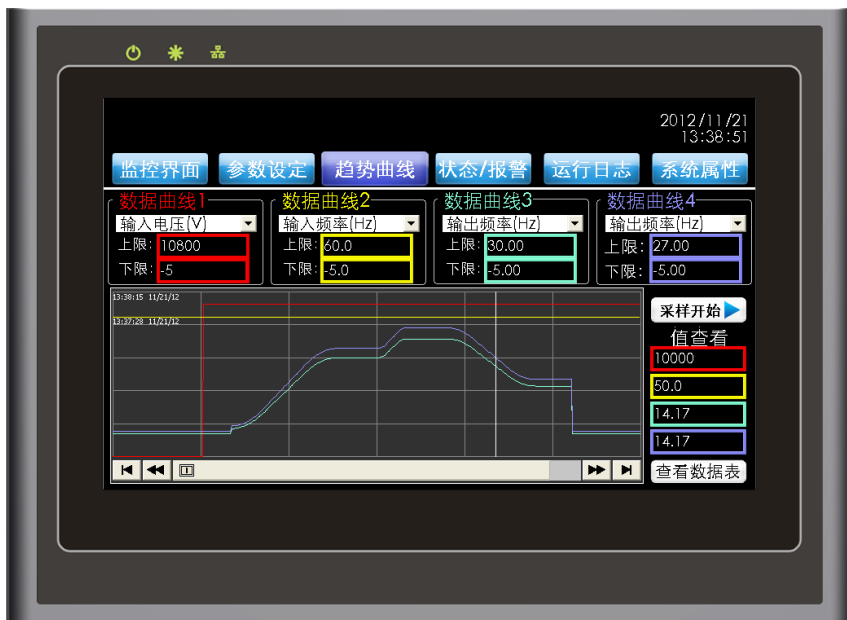 2012/11/21
13:38:51
监控界面 参数设定 趋势曲线 状态/报警 运行日志 系统属性
数据曲线1 数据曲线2 数据曲线3 数据曲线4
输入电压(V) 输入频率(Hz) 输出频率(Hz) 输出频率(Hz)
上限: 10800 上限: 60.0 上限: 30.00 上限: 27.00
下限: -5 下限: -5.0 下限: -5.00 下限: -5.00
13:38:15 11/21/12
13:37:28 11/21/12
采样开始
值查看
10000
50.0
14.17
14.17
查看数据表